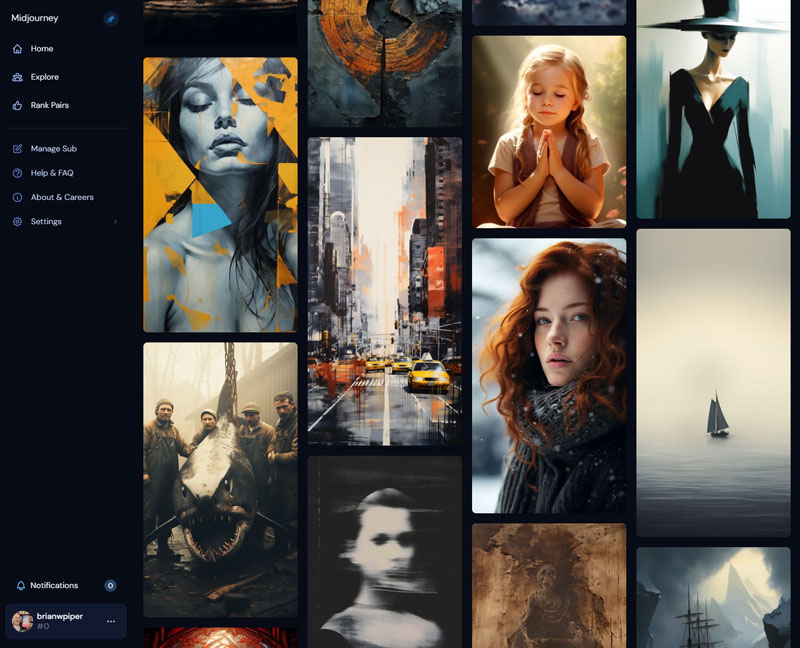 Midjourney
Home
Explore
Rank Pairs
Manage Sub
Help & FAQ
About & Careers
Settings
Notifications
0
brianwpiper
#0